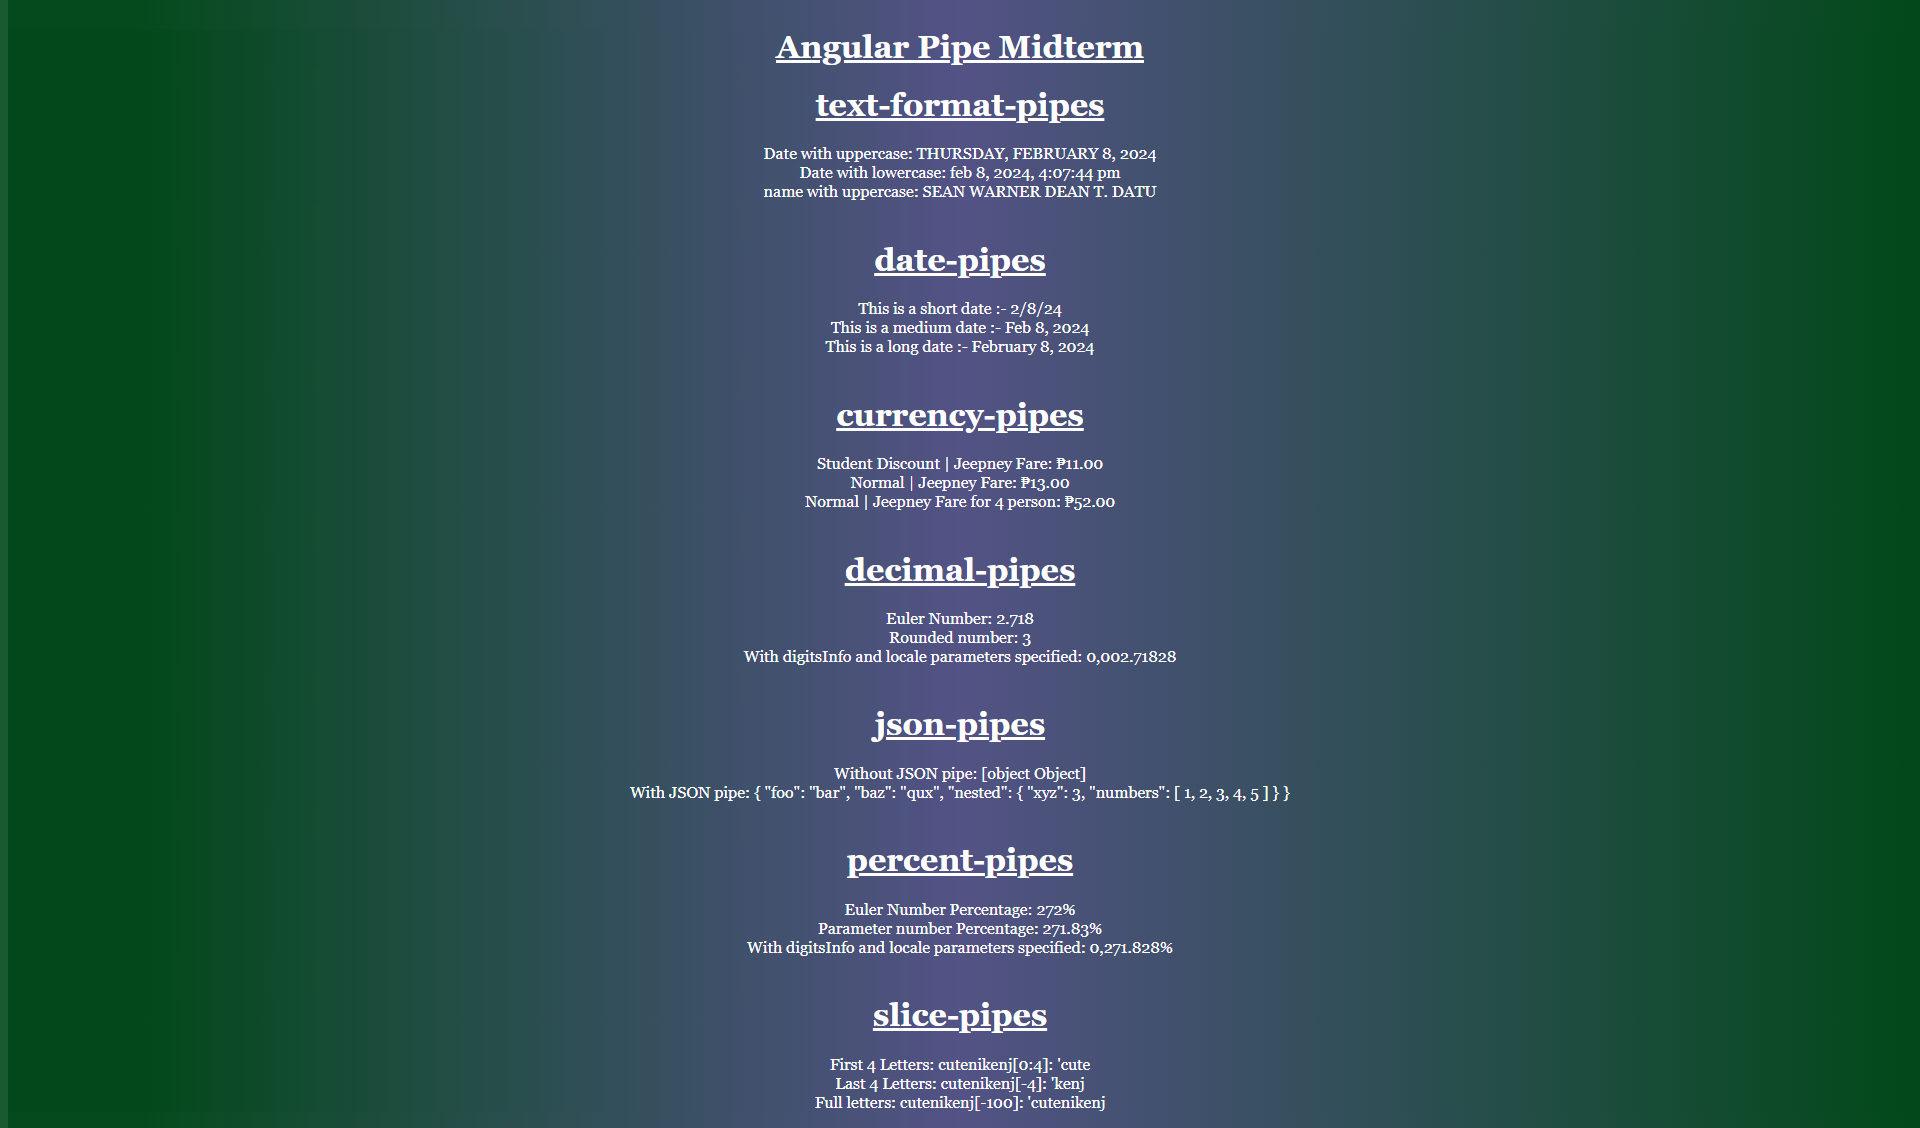 Angular Pipe Midterm
text-format-pipes
Date with uppercase: THURSDAY, FEBRUARY 8, 2024
Date with lowercase: feb 8, 2024, 4:07:44 pm
name with uppercase: SEAN WARNER DEAN T. DATU
date-pipes
This is a short date :- 2/8/24
This is a medium date :- Feb 8, 2024
This is a long date :- February 8, 2024
currency-pipes
Student Discount | Jeepney Fare: ₱11.00
Normal | Jeepney Fare: ₱13.00
Normal | Jeepney Fare for 4 person: ₱52.00
decimal-pipes
Euler Number: 2.718
Rounded number: 3
With digitsInfo and locale parameters specified: 0,002.71828
json-pipes
Without JSON pipe: [object Object]
With JSON pipe: { "foo": "bar", "baz": "qux", "nested": { "xyz": 3, "numbers": [ 1, 2, 3, 4, 5 ] } }
percent-pipes
Euler Number Percentage: 272%
Parameter number Percentage: 271.83%
With digitsInfo and locale parameters specified: 0,271.828%
slice-pipes
First 4 Letters: cutenikenj[0:4]: 'cute
Last 4 Letters: cutenikenj[-4]: 'kenj
Full letters: cutenikenj[-100]: 'cutenikenj